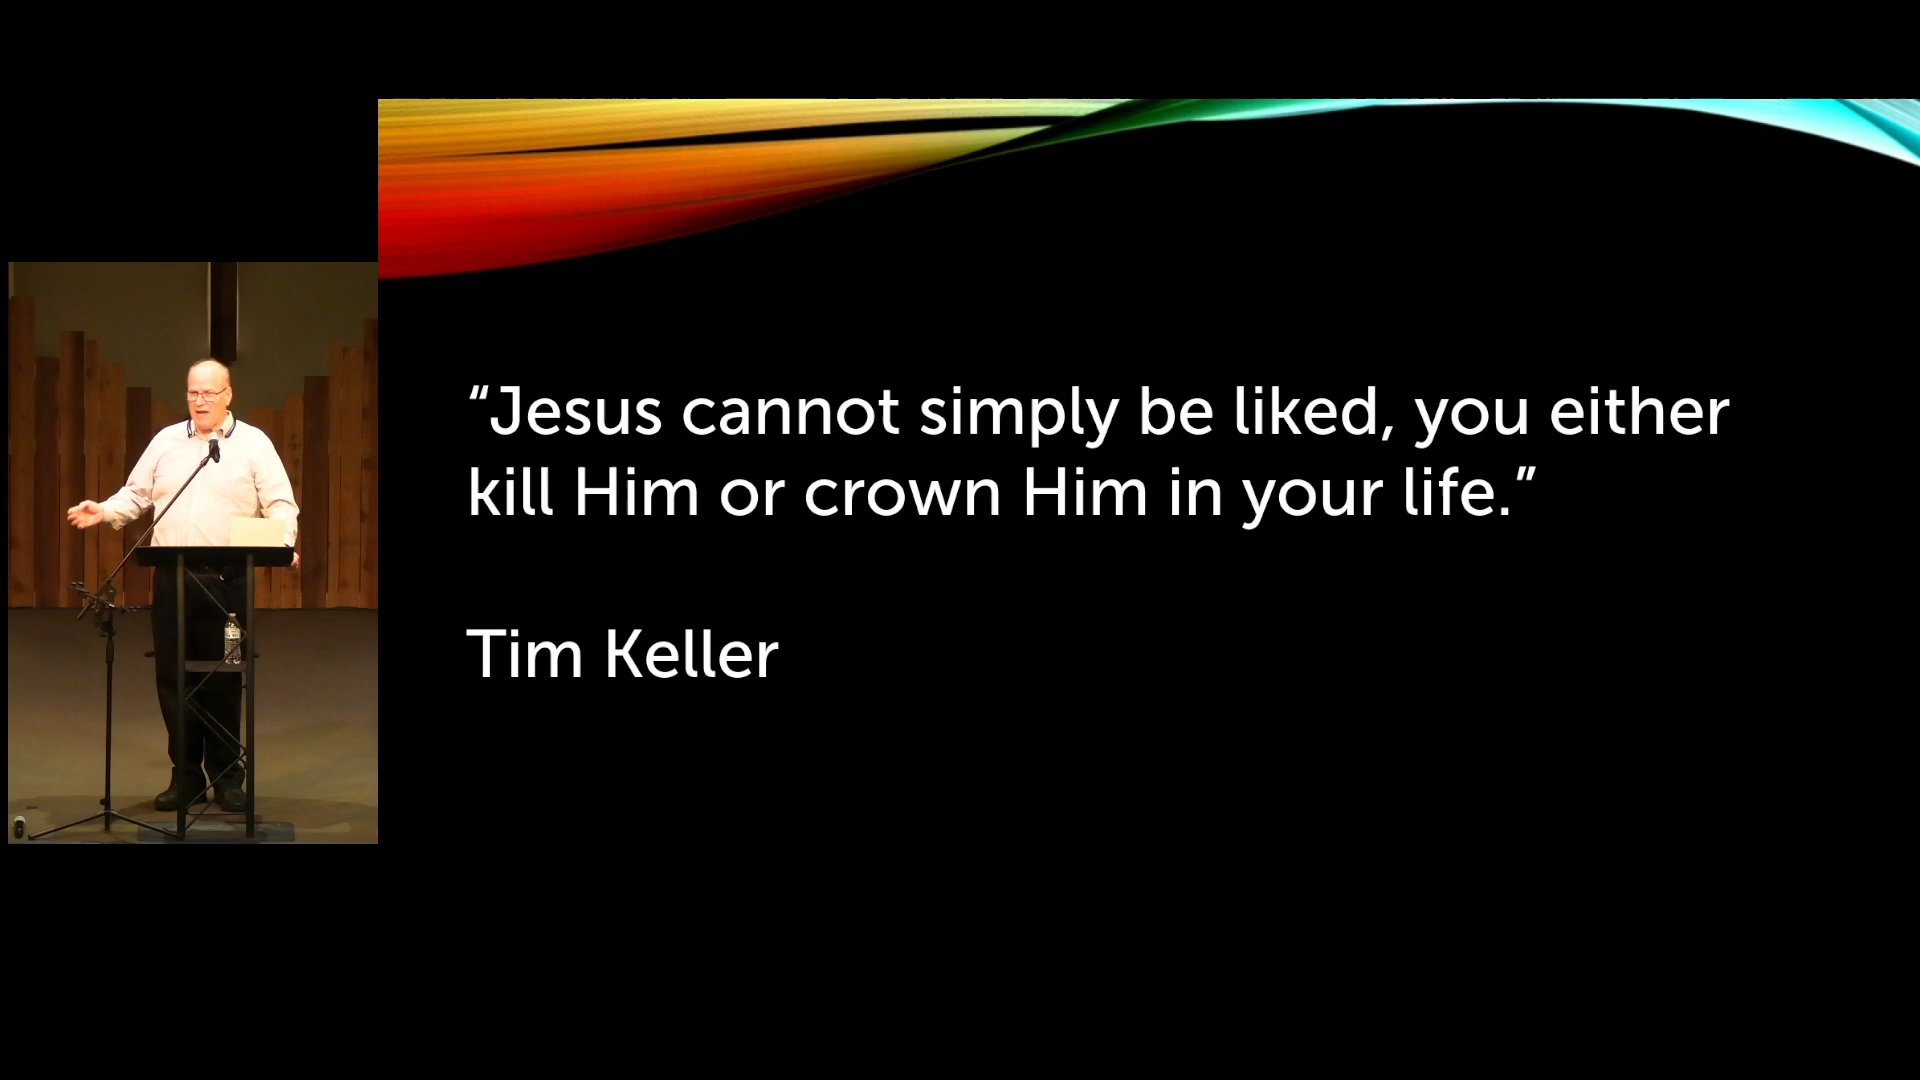 “Jesus cannot simply be liked, you either
kill Him or crown Him in your life.”
Tim Keller